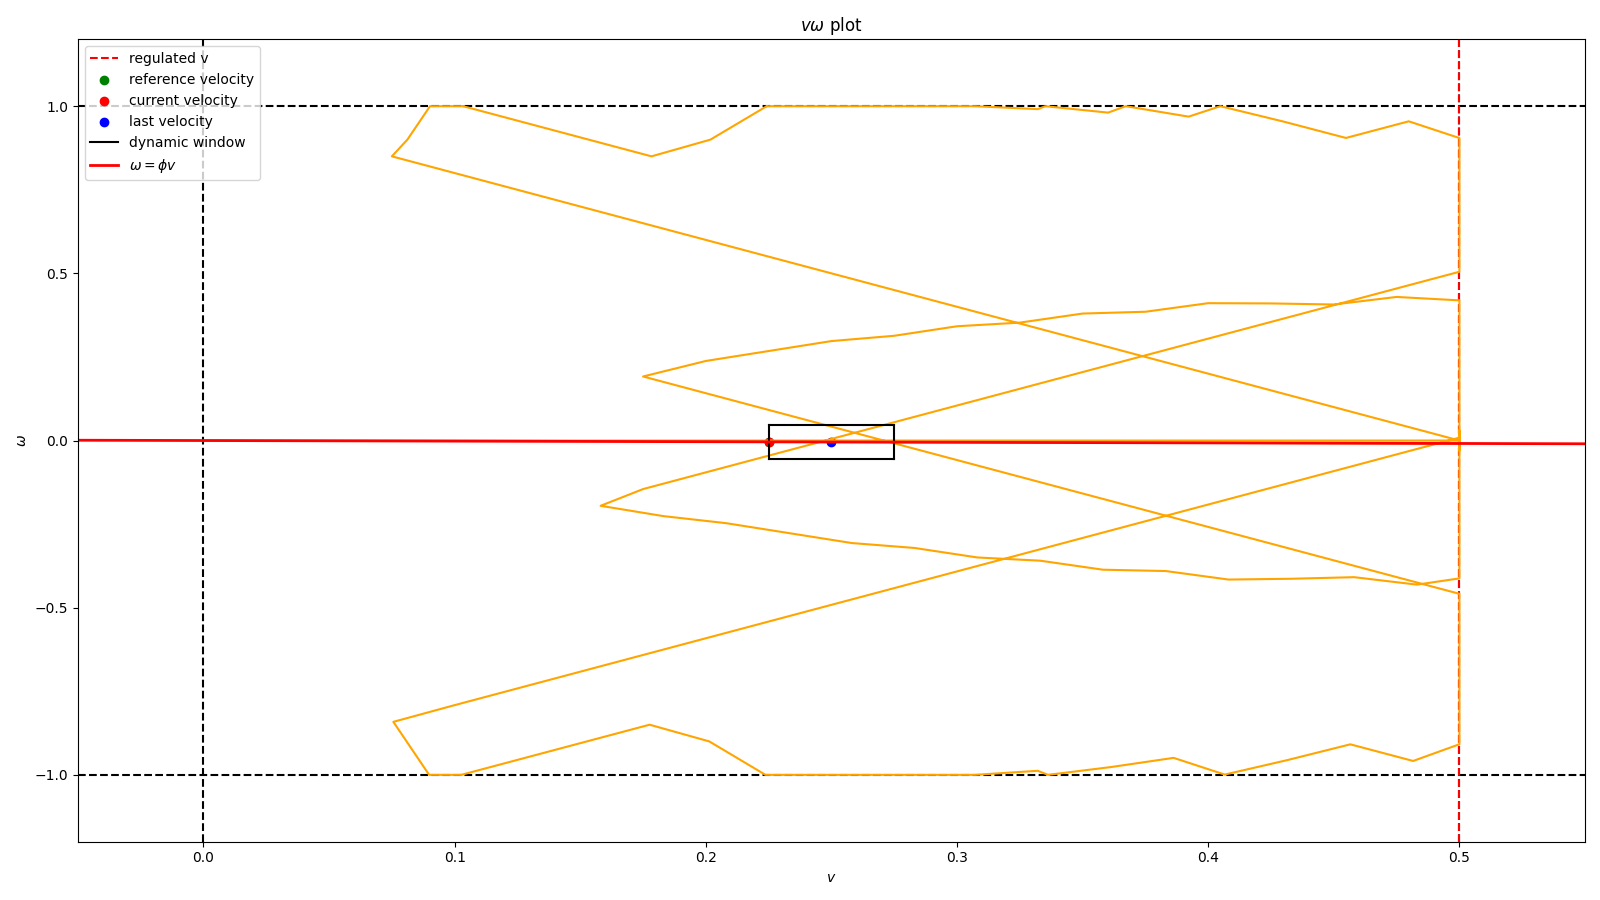 vω plot
regulated v
reference velocity
current velocity
last velocity
dynamic window
ω = ϕv
1.0
0.5
0.0
−0.5
−1.0
ω
0.0
0.1
0.2
0.3
0.4
0.5
v